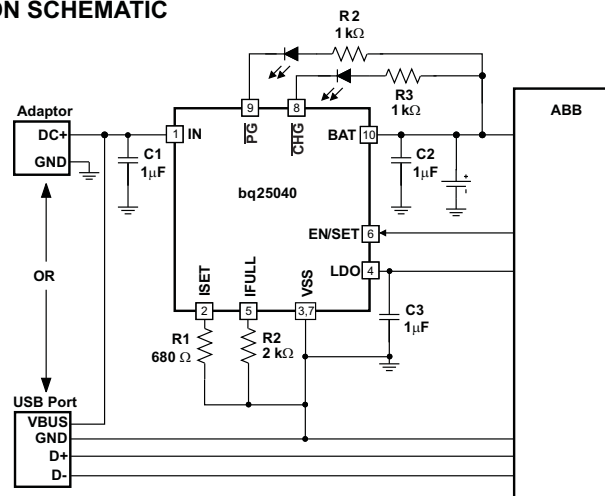 ON SCHEMATIC
R2
1 kΩ
R3
1 kΩ
Adaptor
DC+
GND
C1
1μF
1
IN
9
PG
8
CHG
BAT
10
C2
1μF
+
-
ABB
bq25040
EN/SET
6
LDO
4
ISET
IFULL
VSS
2
5
3,7
C3
1μF
R1
680 Ω
R2
2 kΩ
OR
USB Port
VBUS
GND
D+
D-